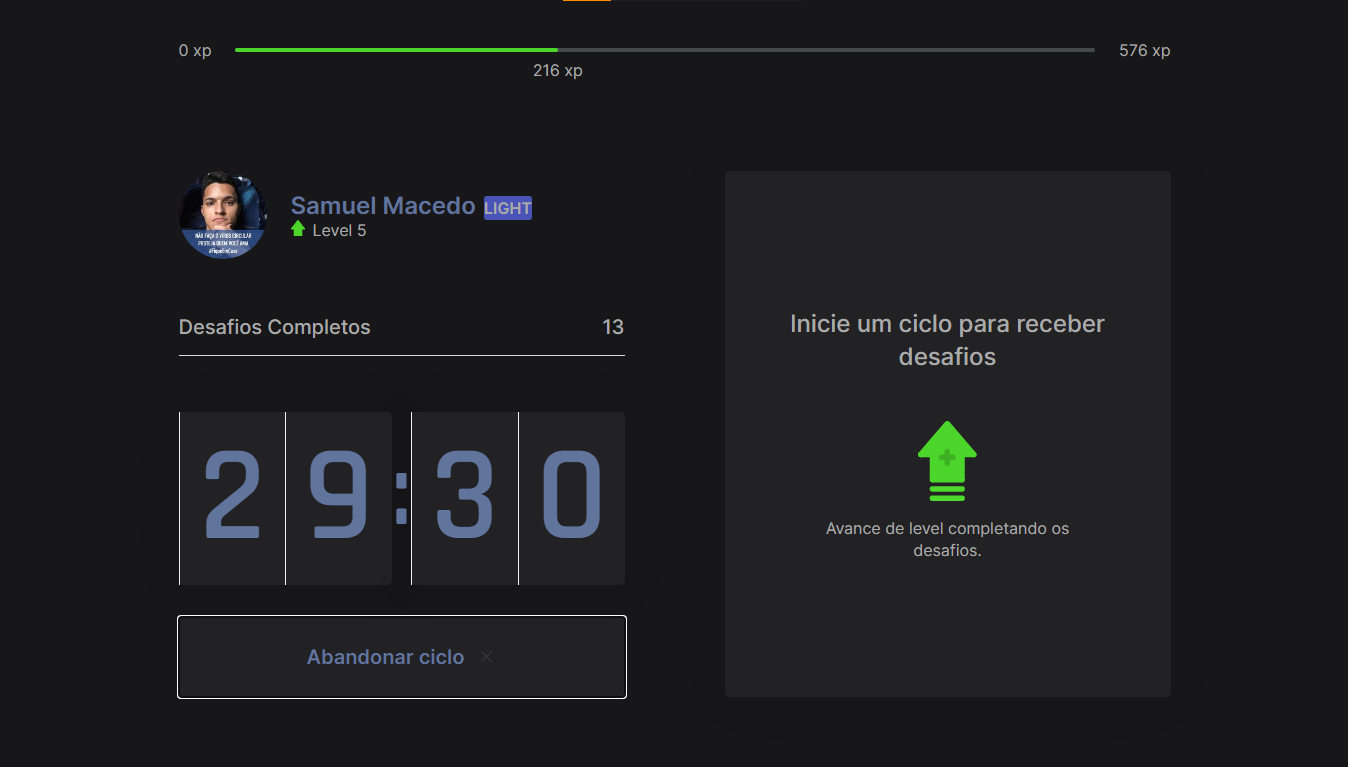 0 xp
576 xp
216 xp
Samuel Macedo LIGHT
Level 5
NÃO FAÇA O VÍRUS CIRCULAR
PROTEJA QUEM VOCÊ AMA
#FiqueEmCasa
Desafios Completos 13
29:30
Abandonar ciclo
Inicie um ciclo para receber
desafios
Avance de level completando os
desafios.